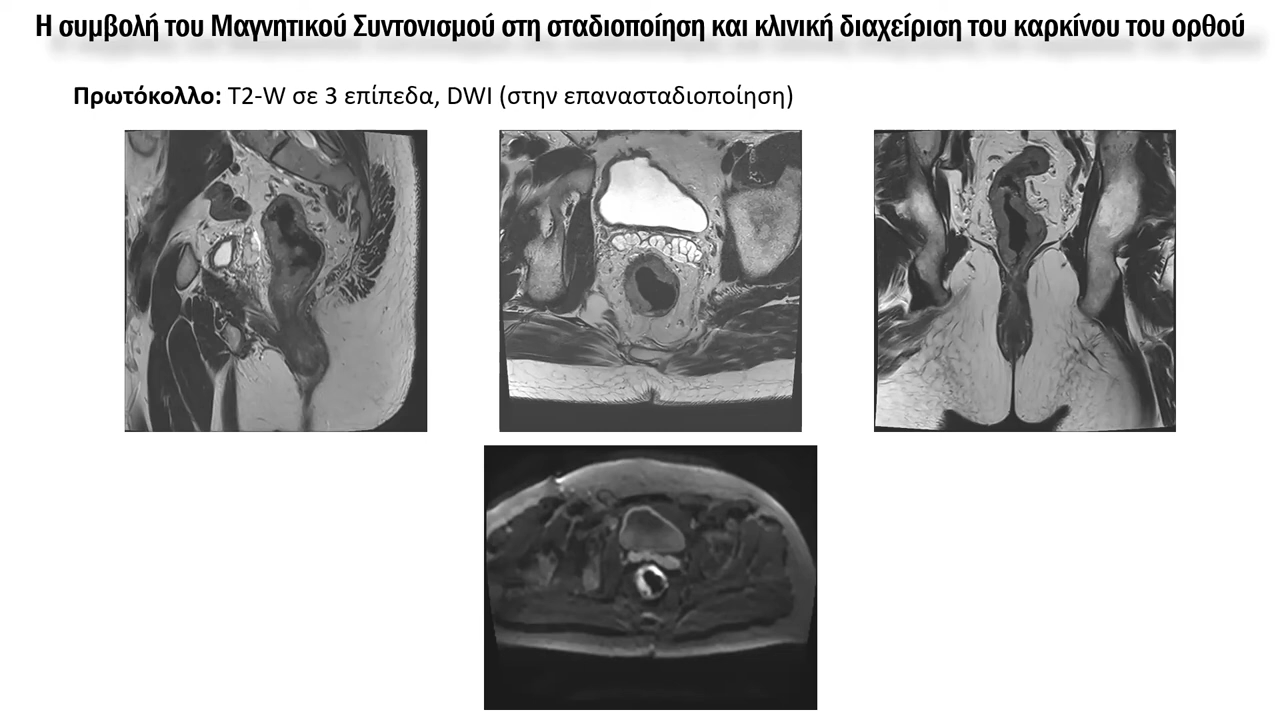 Η συμβολή του Μαγνητικού Συντονισμού στη σταδιοποίηση και κλινική διαχείριση του καρκίνου του ορθού
Πρωτόκολλο: T2-W σε 3 επίπεδα, DWI (στην επανασταδιοποίηση)